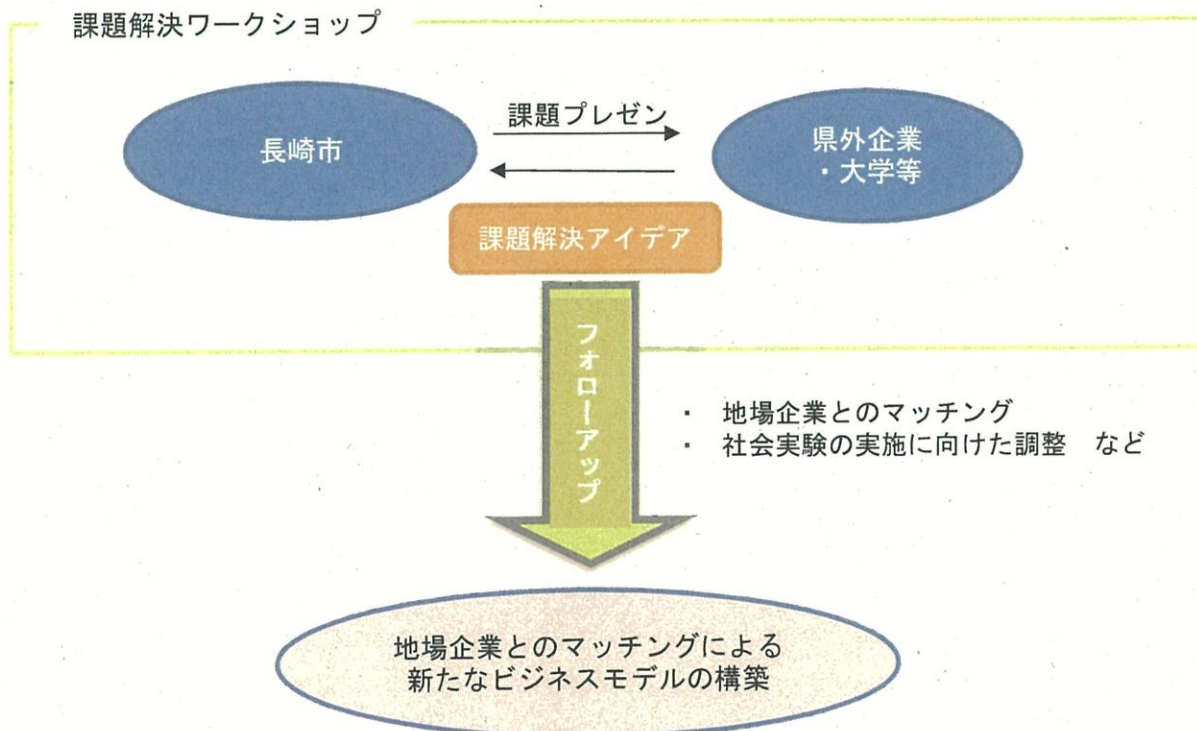 課題解決ワークショップ
長崎市
課題プレゼン
県外企業
・大学等
課題解決アイデア
フォローアップ
・ 地場企業とのマッチング
・ 社会実験の実施に向けた調整　など
地場企業とのマッチングによる
新たなビジネスモデルの構築